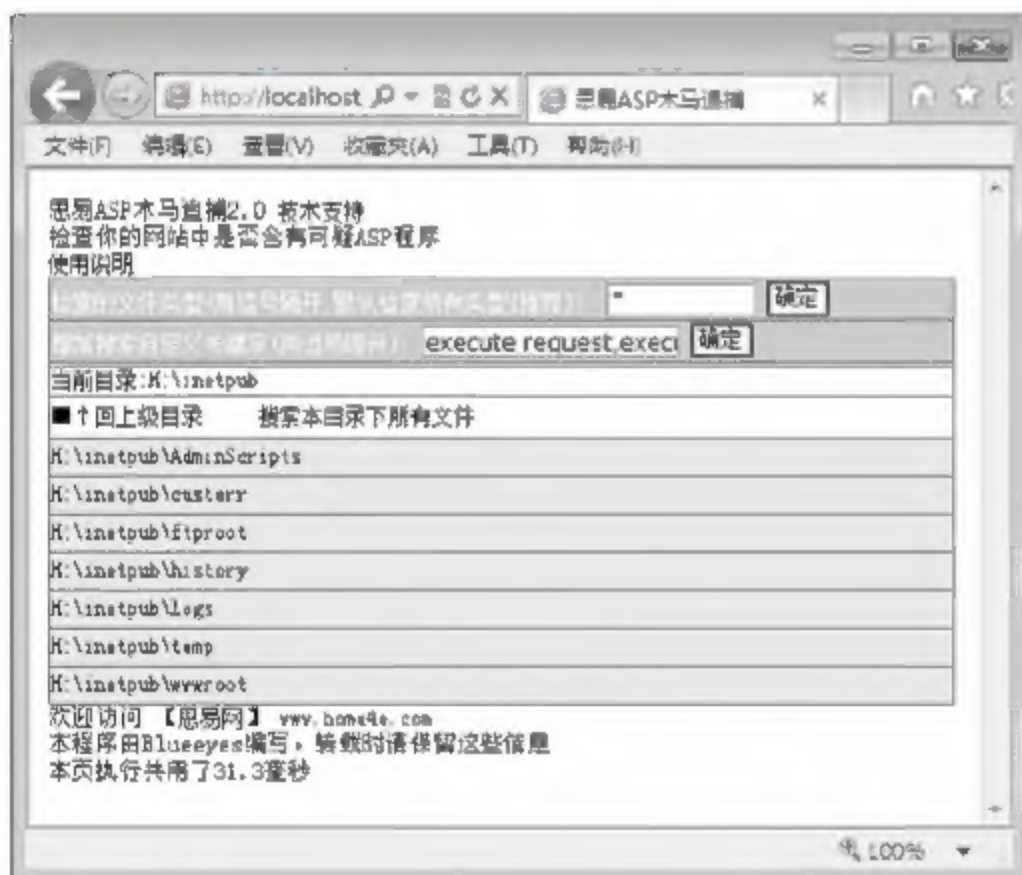 http://localhost
思易ASP木马追捕
文件(F) 编辑(E) 查看(V) 收藏夹(A) 工具(T) 帮助(H)
思易ASP木马追捕2.0 技术支持
检查你的网站中是否含有可疑ASP程序
使用说明
* 确定
execute request,execu 确定
当前目录:H:\inetpub
■↑回上级目录 搜索本目录下所有文件
H:\inetpub\AdminScripts
H:\inetpub\custerr
H:\inetpub\ftproot
H:\inetpub\history
H:\inetpub\logs
H:\inetpub\temp
H:\inetpub\wwwroot
欢迎访问 【思易网】 www.home4e.com
本程序由Blueeyes编写，转载时请保留这些信息
本页执行共用了31.3毫秒
100%